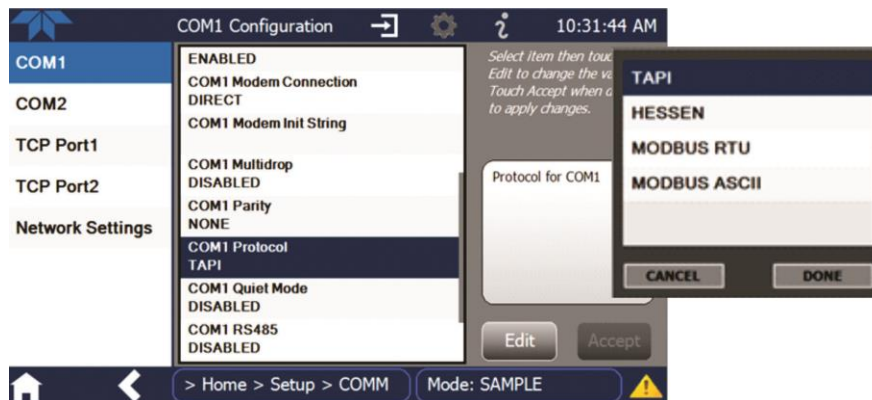 COM1 Configuration
10:31:44 AM
COM1
COM2
TCP Port1
TCP Port2
Network Settings
ENABLED
COM1 Modem Connection
DIRECT
COM1 Modem Init String
COM1 Multidrop
DISABLED
COM1 Parity
NONE
COM1 Protocol
TAPI
COM1 Quiet Mode
DISABLED
COM1 RS485
DISABLED
Select item then
Edit to change the
Touch Accept when
to apply changes.
Protocol for COM1
Edit
Accept
TAPI
HESSEN
MODBUS RTU
MODBUS ASCII
CANCEL
DONE
> Home > Setup > COMM
Mode: SAMPLE